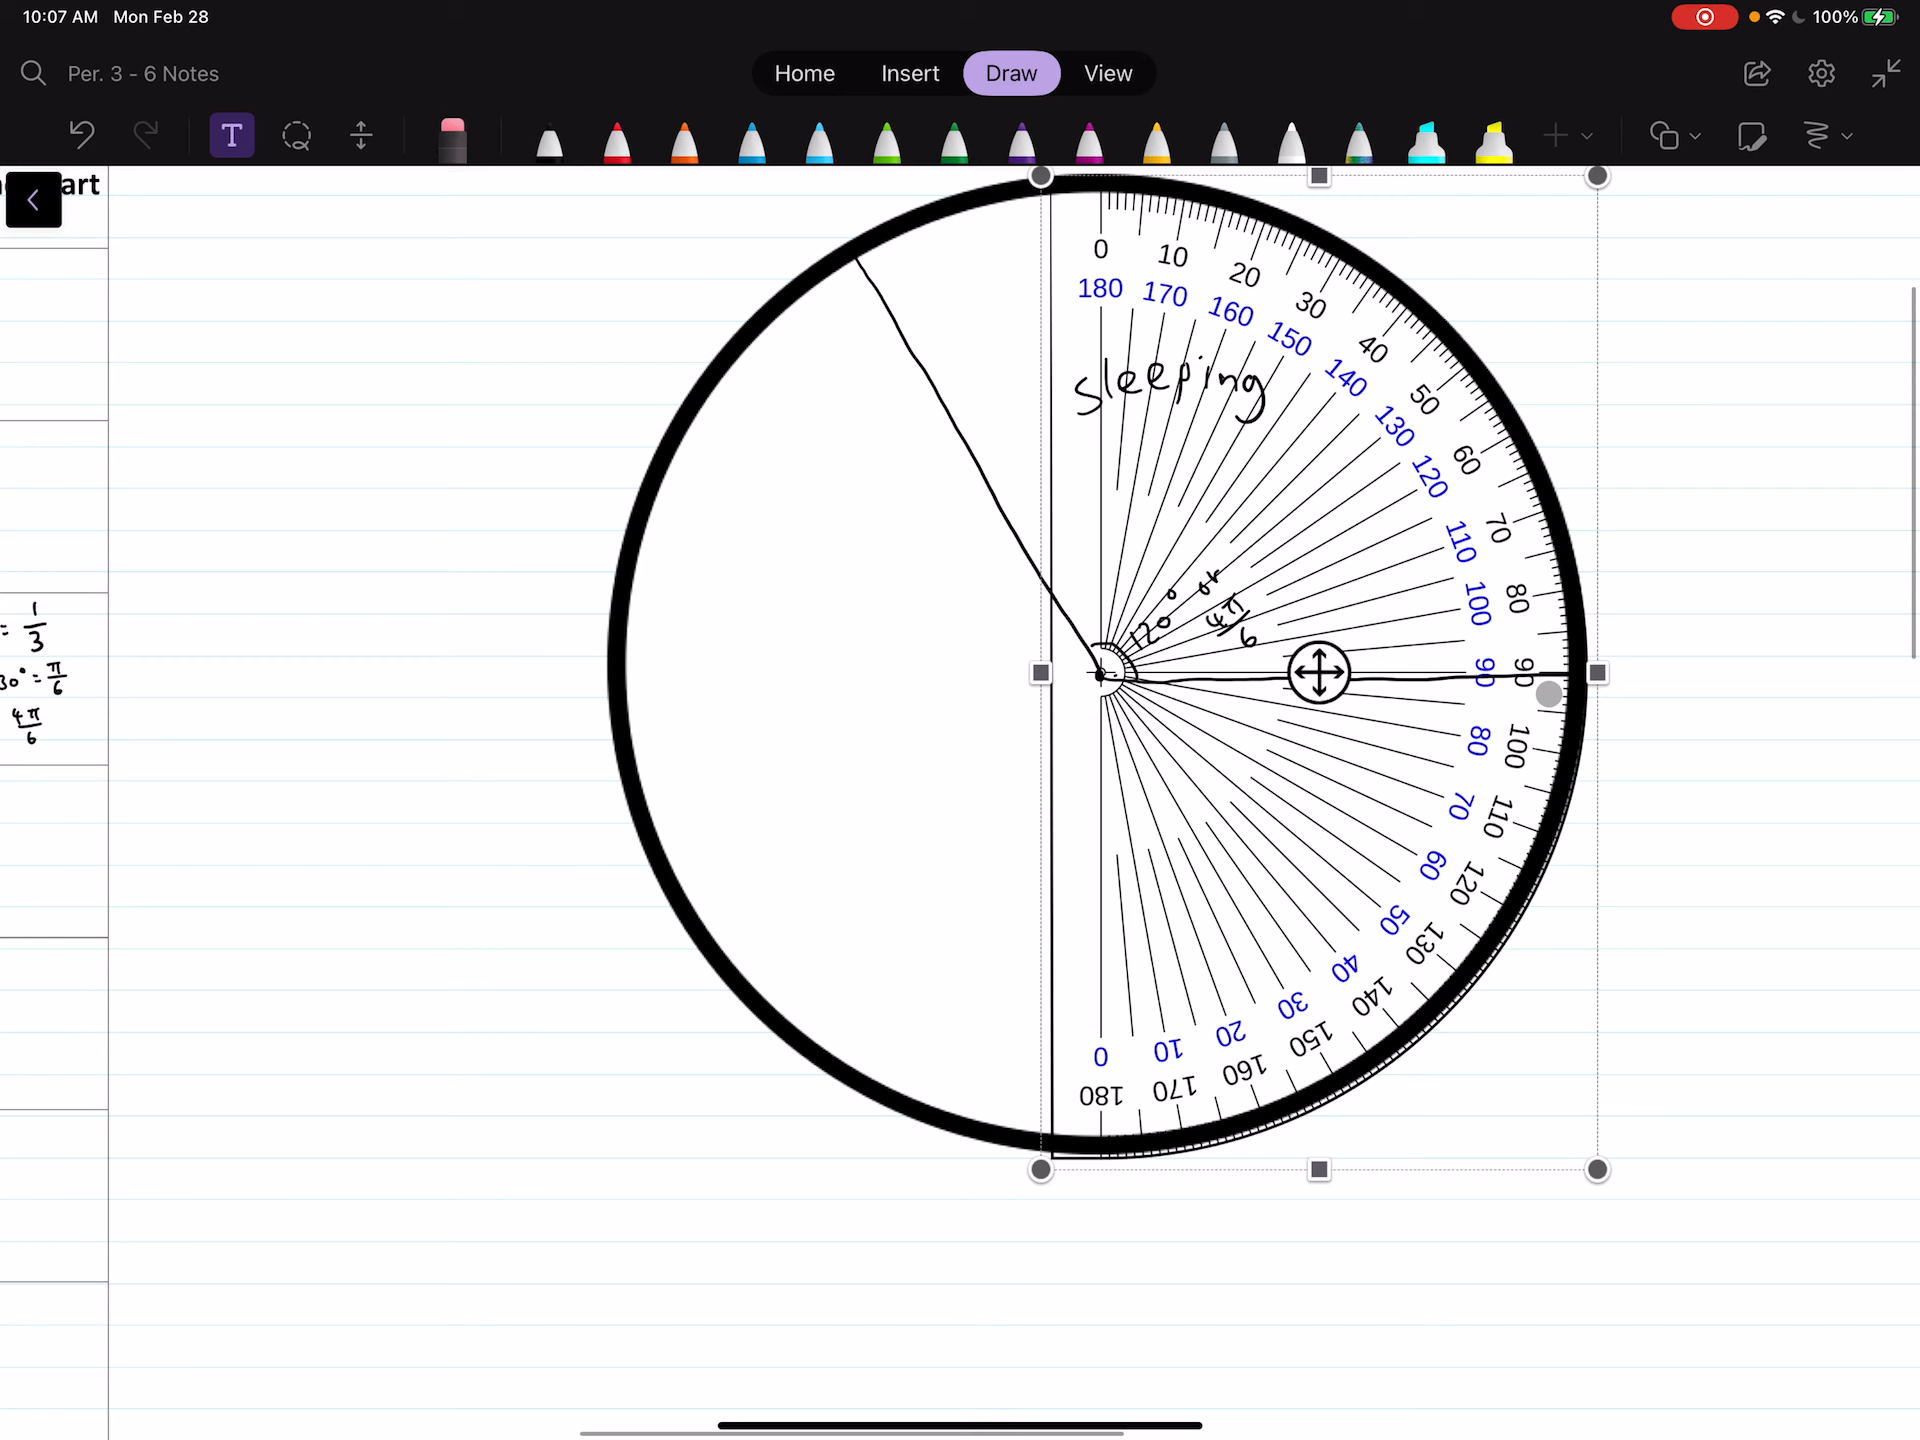 10:07 AM Mon Feb 28
100%
Per. 3 - 6 Notes
Home Insert Draw View
T
art
= 1/3
30° = π/6
4π/6
0 10 20 30 40 50 60 70 80 90 100 110 120 130 140 150 160 170 180
180 170 160 150 140 130 120 110 100 90 80 70 60 50 40 30 20 10 0
sleeping
120° or
4π/6